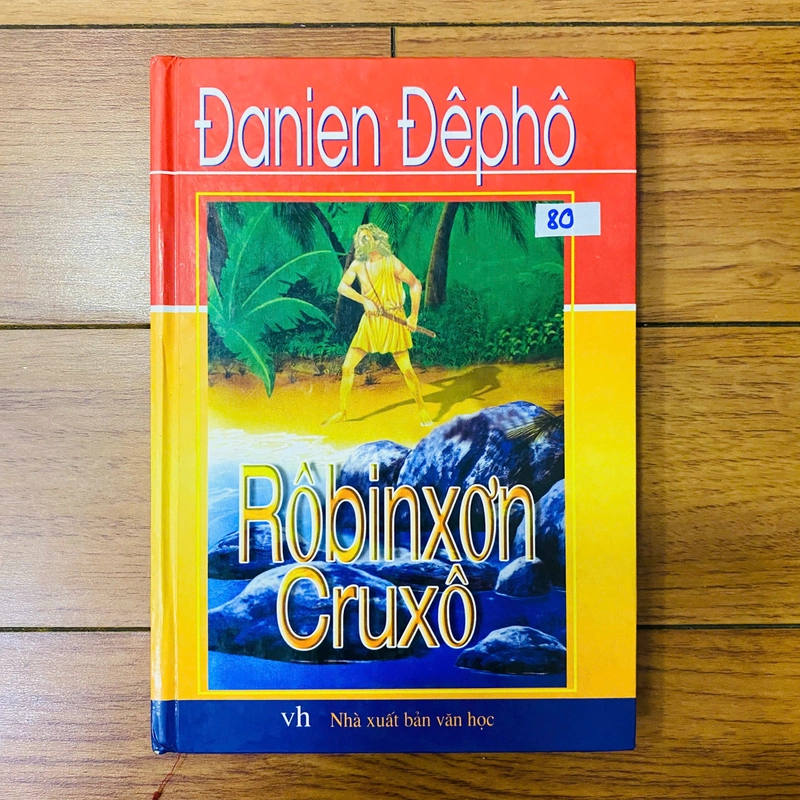 Đanien Đêphô
80
Rôbinxơn
Cruxô
vh Nhà xuất bản văn học